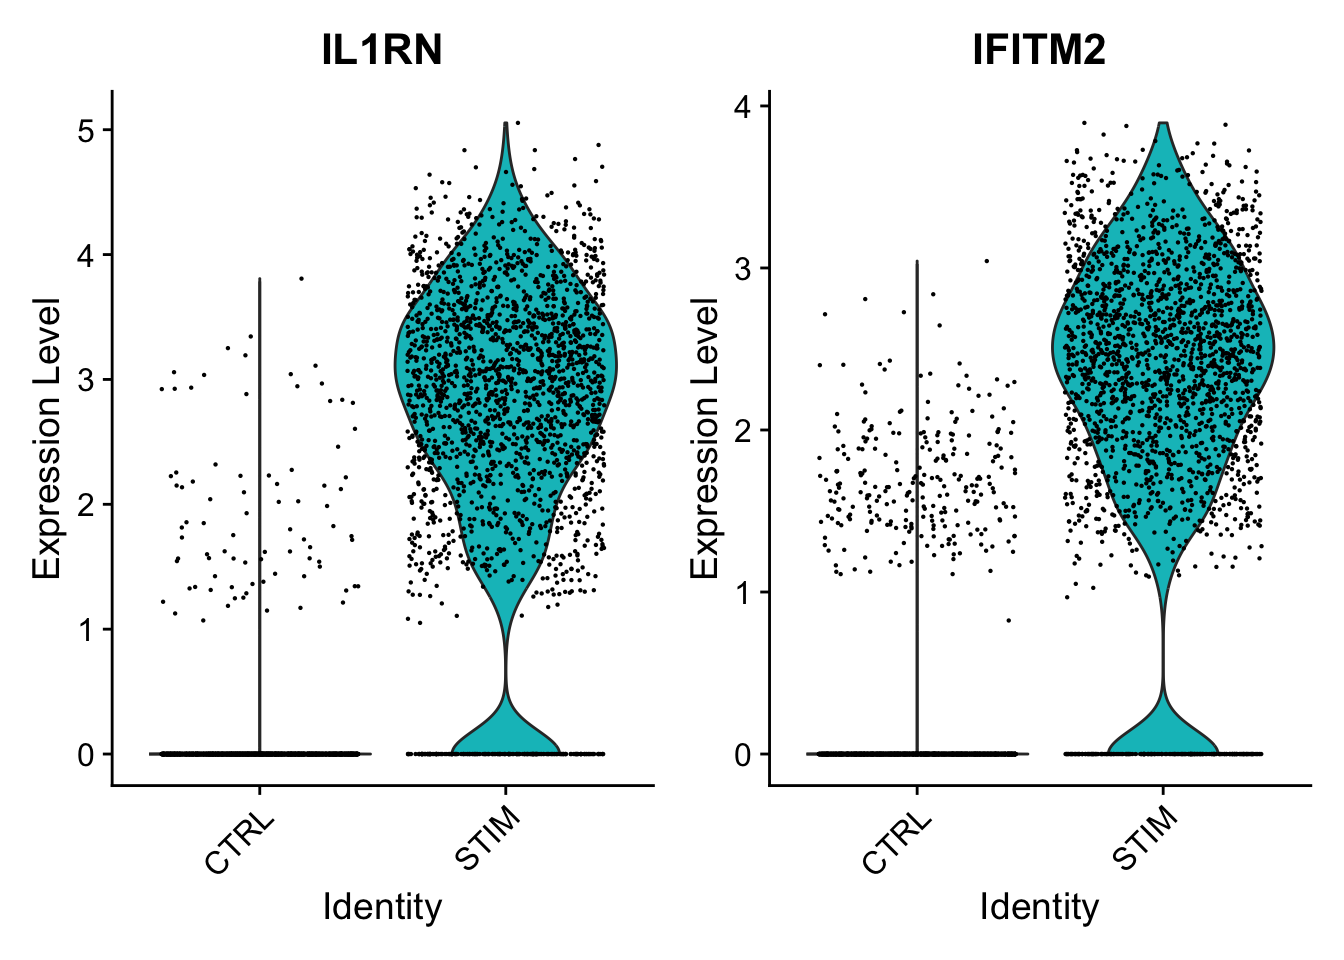 IL1RN
Expression Level
5
4
3
2
1
0
CTRL
STIM
Identity
IFITM2
Expression Level
4
3
2
1
0
CTRL
STIM
Identity